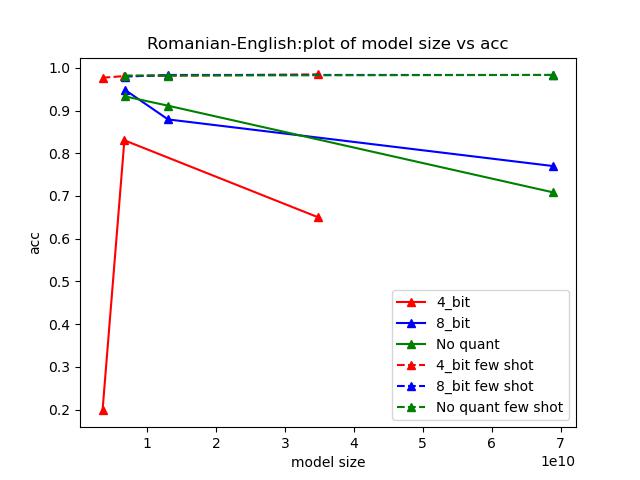 Romanian-English:plot of model size vs acc
1.0
0.9
0.8
0.7
0.6
0.5
0.4
0.3
0.2
acc
4_bit
8_bit
No quant
4_bit few shot
8_bit few shot
No quant few shot
1 2 3 4 5 6 7
1e10
model size